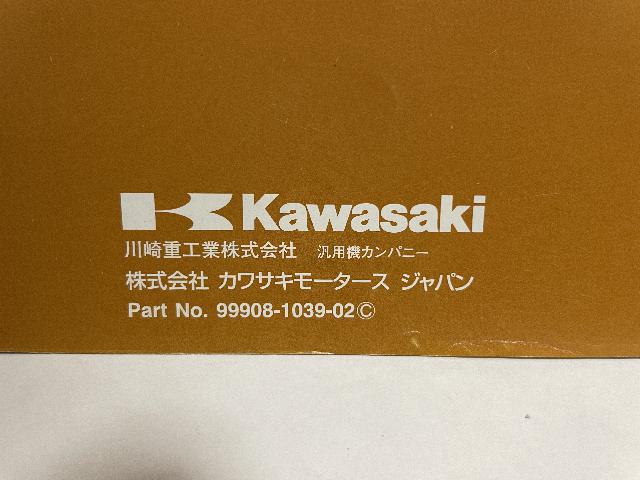 Kawasaki
川崎重工業株式会社 汎用機カンパニー
株式会社 カワサキモータース ジャパン
Part No. 99908-1039-02Ⓒ